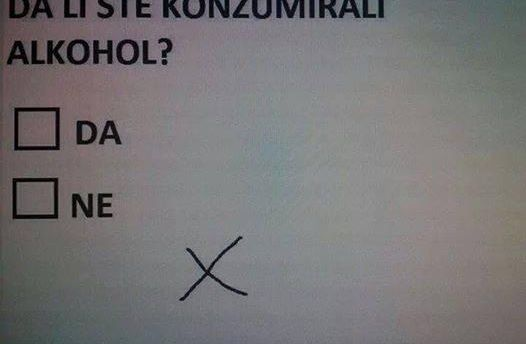 DA LI STE KONZUMIRALI
ALKOHOL?
DA
NE
X